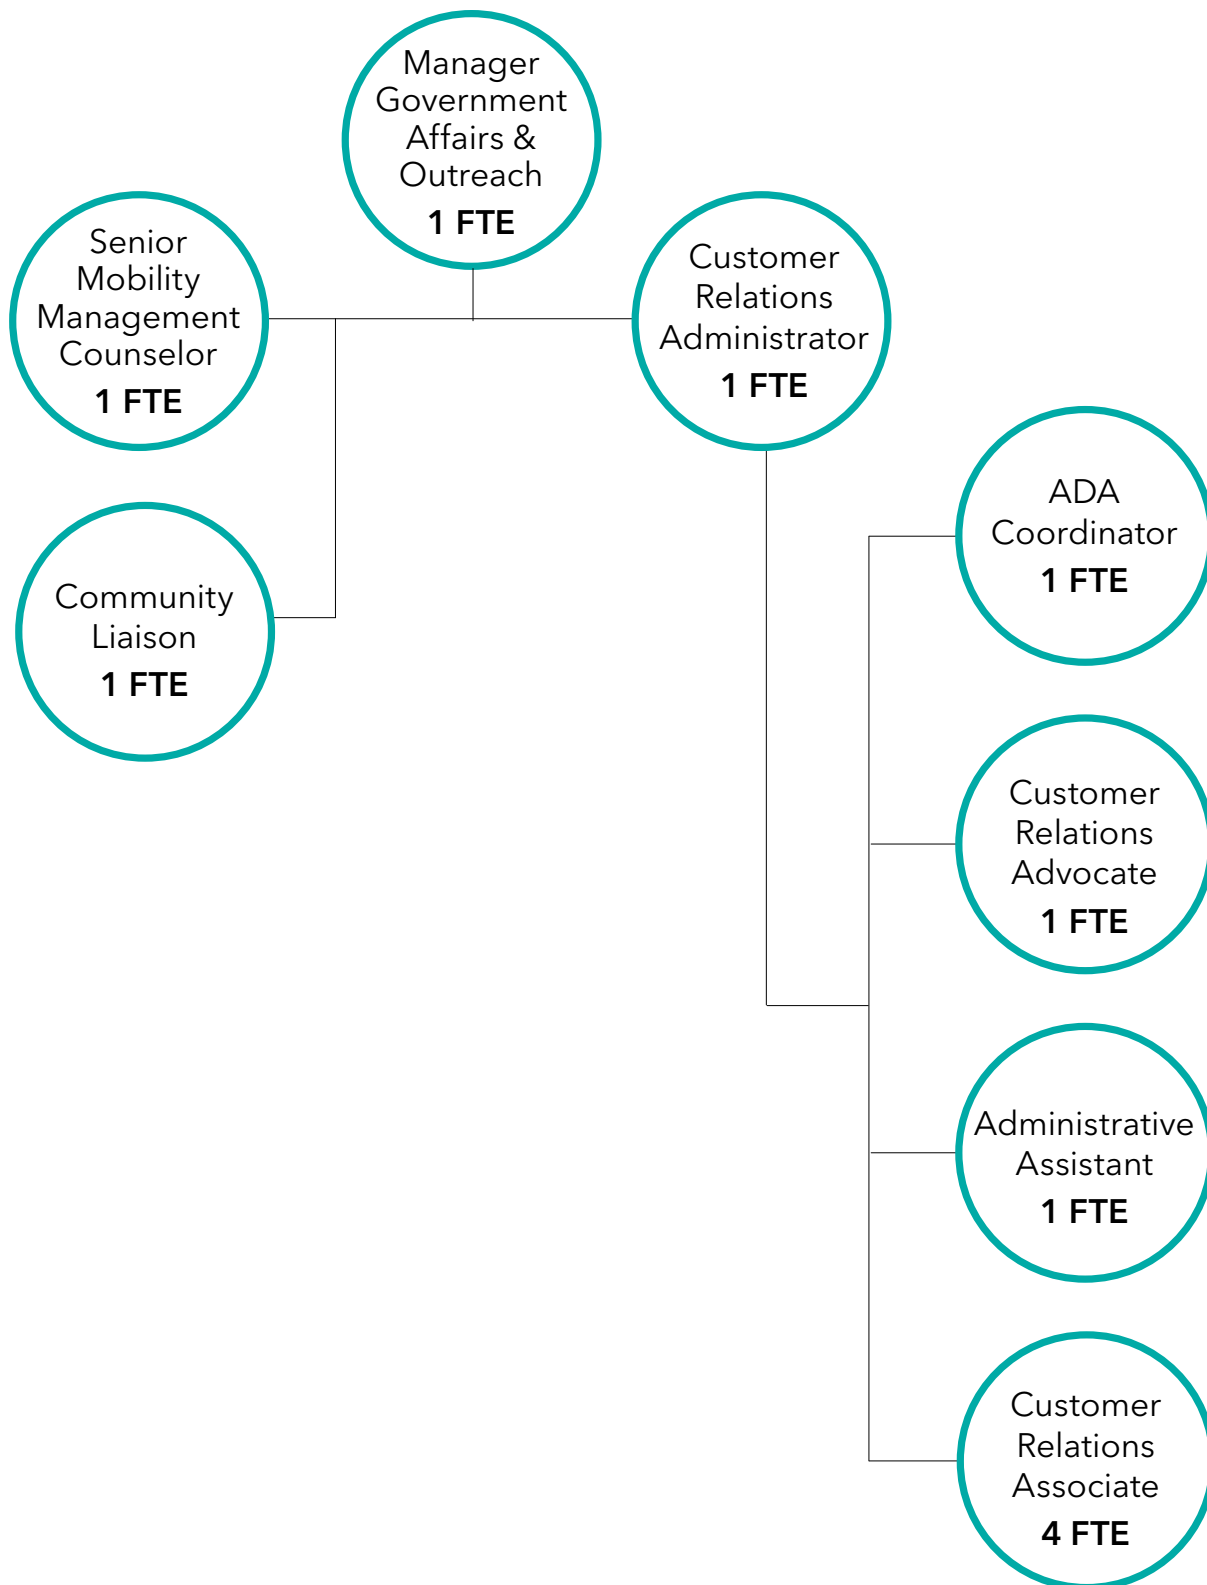 Manager
Government
Affairs &
Outreach
1 FTE
Senior
Mobility
Management
Counselor
1 FTE
Customer
Relations
Administrator
1 FTE
Community
Liaison
1 FTE
ADA
Coordinator
1 FTE
Customer
Relations
Advocate
1 FTE
Administrative
Assistant
1 FTE
Customer
Relations
Associate
4 FTE